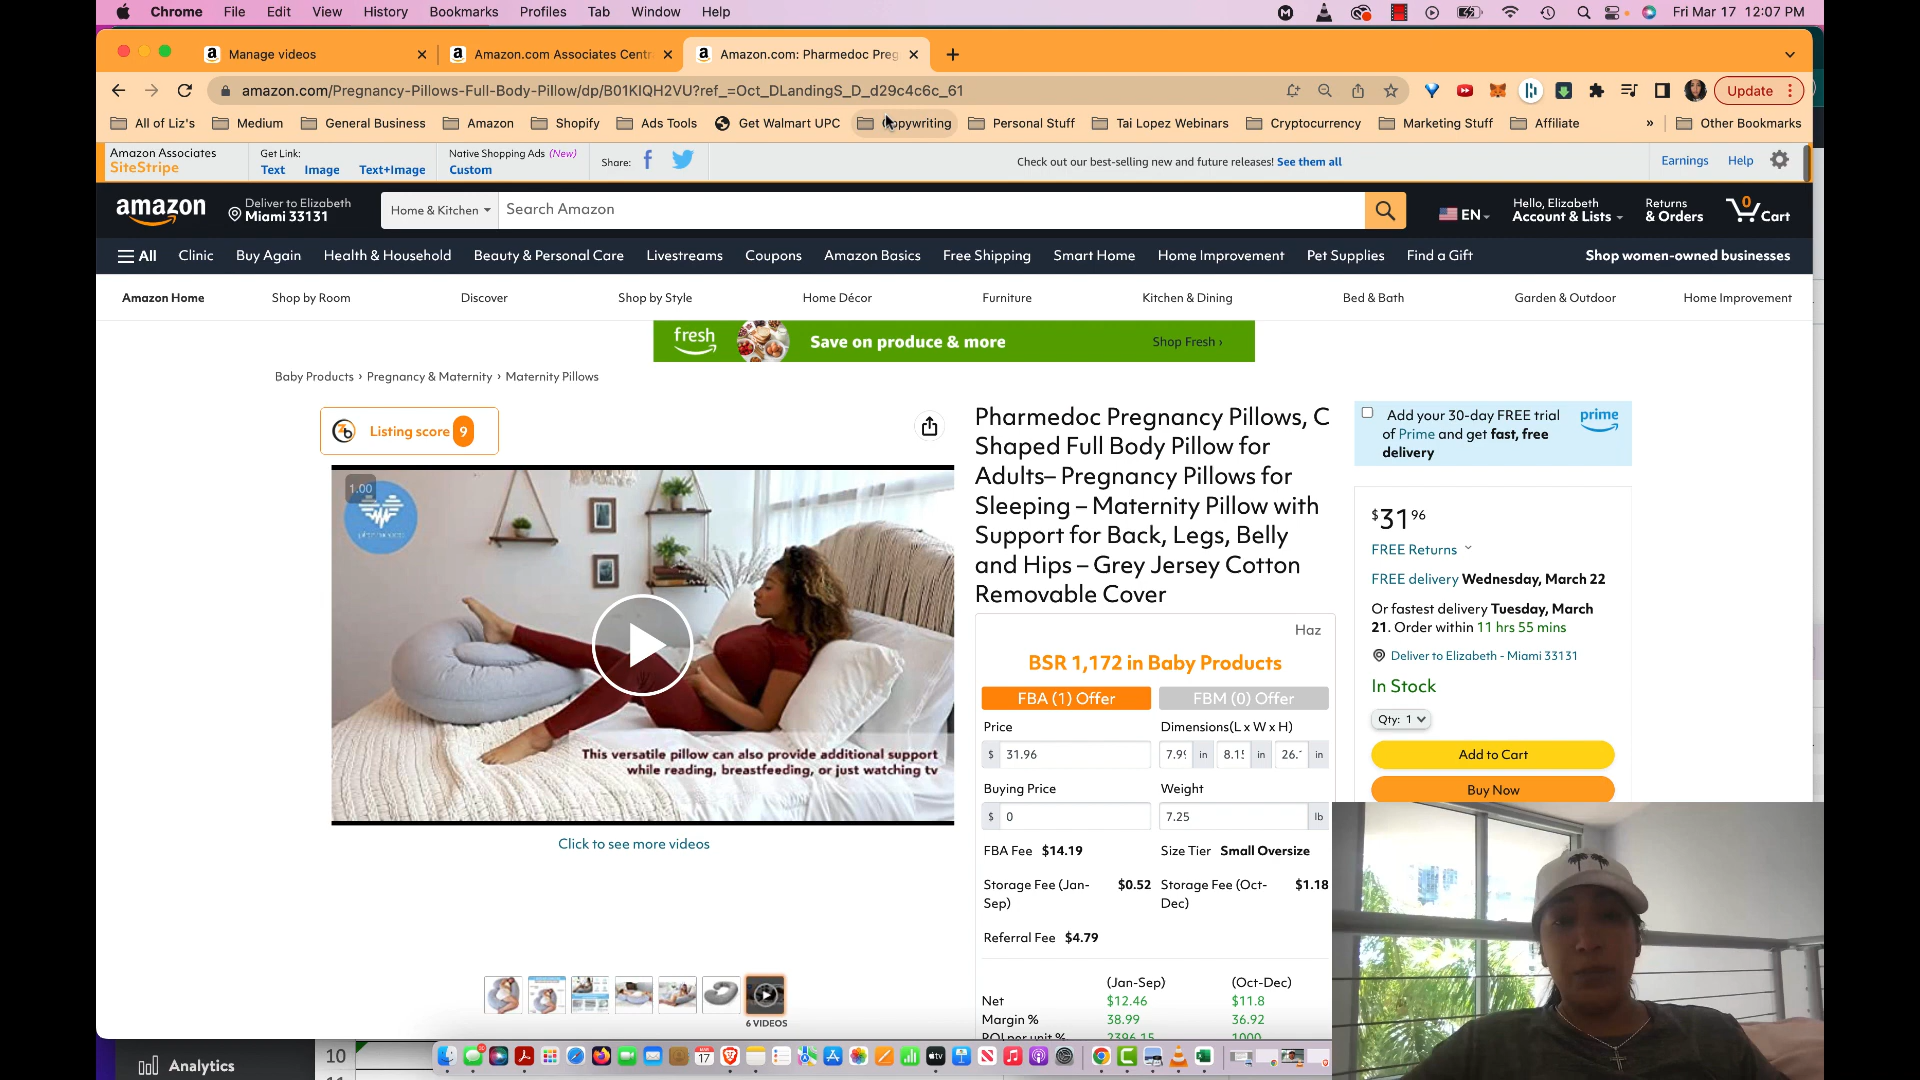 Chrome File Edit View History Bookmarks Profiles Tab Window Help Fri Mar 17 12:07 PM
Manage videos Amazon.com Associates Centr Amazon.com: Pharmedoc Preg
amazon.com/Pregnancy-Pillows-Full-Body-Pillow/dp/B01KIQH2VU?ref_=Oct_DLandingS_D_d29c4c6c_61 Update
All of Liz's Medium General Business Amazon Shopify Ads Tools Get Walmart UPC Copywriting Personal Stuff Tai Lopez Webinars Cryptocurrency Marketing Stuff Affiliate » Other Bookmarks
Amazon Associates Get Link: Native Shopping Ads (New) Share: Check out our best-selling new and future releases! See them all Earnings Help
SiteStripe Text Image Text+Image Custom
amazon Deliver to Elizabeth Home & Kitchen Search Amazon EN Hello, Elizabeth Returns 0
Miami 33131 Account & Lists & Orders Cart
All Clinic Buy Again Health & Household Beauty & Personal Care Livestreams Coupons Amazon Basics Free Shipping Smart Home Home Improvement Pet Supplies Find a Gift Shop women-owned businesses
Amazon Home Shop by Room Discover Shop by Style Home Décor Furniture Kitchen & Dining Bed & Bath Garden & Outdoor Home Improvement
fresh Save on produce & more Shop Fresh ›
Baby Products › Pregnancy & Maternity › Maternity Pillows
Listing score 9
1.00
This versatile pillow can also provide additional support
while reading, breastfeeding, or just watching tv
Click to see more videos
6 VIDEOS
Pharmedoc Pregnancy Pillows, C
Shaped Full Body Pillow for
Adults– Pregnancy Pillows for
Sleeping – Maternity Pillow with
Support for Back, Legs, Belly
and Hips – Grey Jersey Cotton
Removable Cover
Haz
BSR 1,172 in Baby Products
FBA (1) Offer FBM (0) Offer
Price Dimensions(L x W x H)
$ 31.96 7.9 in 8.1 in 26. in
Buying Price Weight
$ 0 7.25 lb
FBA Fee $14.19 Size Tier Small Oversize
Storage Fee (Jan-Sep) $0.52 Storage Fee (Oct-Dec) $1.18
Referral Fee $4.79
(Jan-Sep) (Oct-Dec)
Net $12.46 $11.8
Margin % 38.99 36.92
Add your 30-day FREE trial prime
of Prime and get fast, free
delivery
$31 96
FREE Returns
FREE delivery Wednesday, March 22
Or fastest delivery Tuesday, March
21. Order within 11 hrs 55 mins
Deliver to Elizabeth - Miami 33131
In Stock
Qty: 1
Add to Cart
Buy Now
Analytics 10